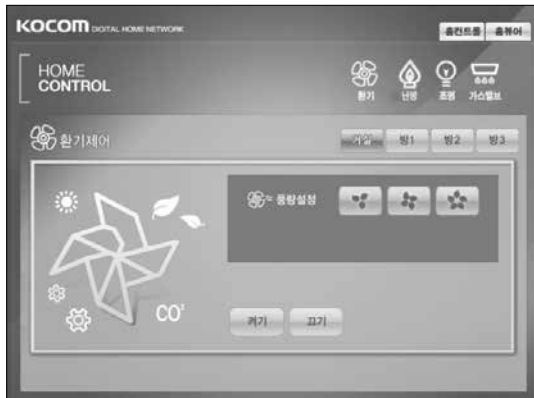 KOCOM DIGITAL HOME NETWORK
홈컨트롤 홈뷰어
HOME
CONTROL
환기 난방 조명 가스밸브
환기제어
거실 방1 방2 방3
풍량설정
CO²
켜기 끄기